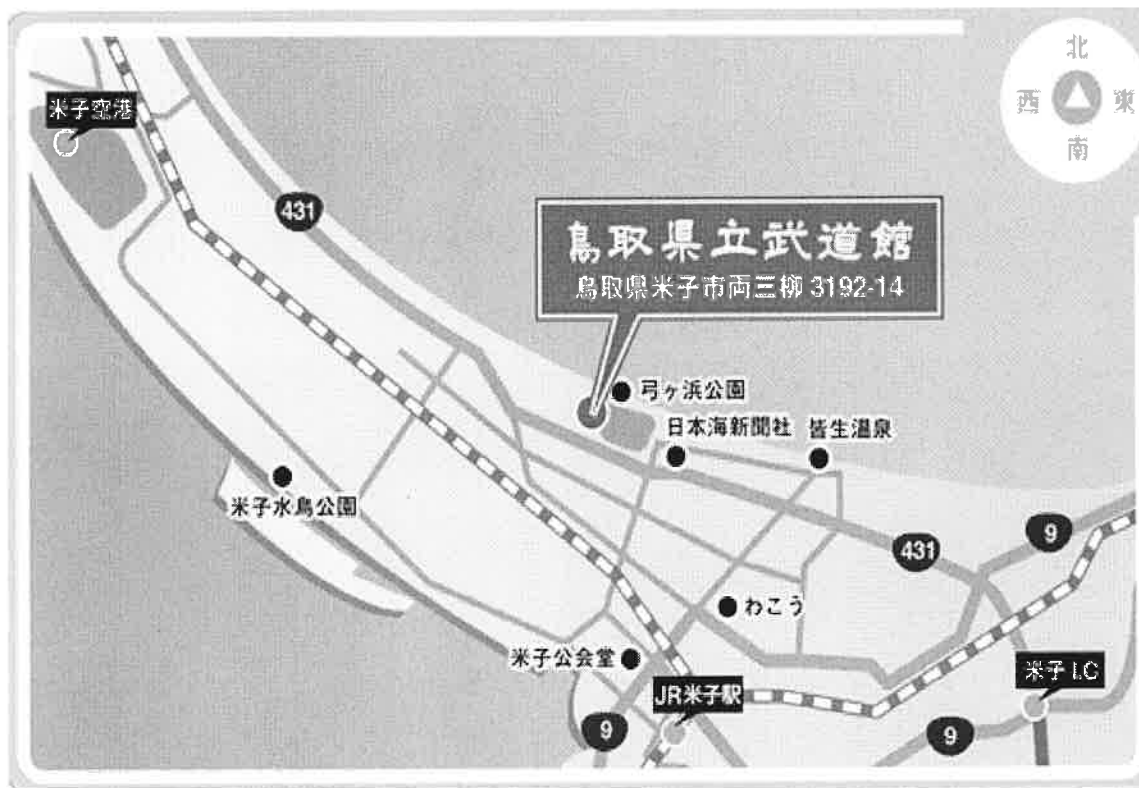 北
西
東
南
米子空港
431
鳥取県立武道館
鳥取県米子市両三柳 3192-14
弓ヶ浜公園
日本海新聞社
皆生温泉
米子水鳥公園
9
431
わこう
米子公会堂
米子 I.C
JR米子駅
9
9